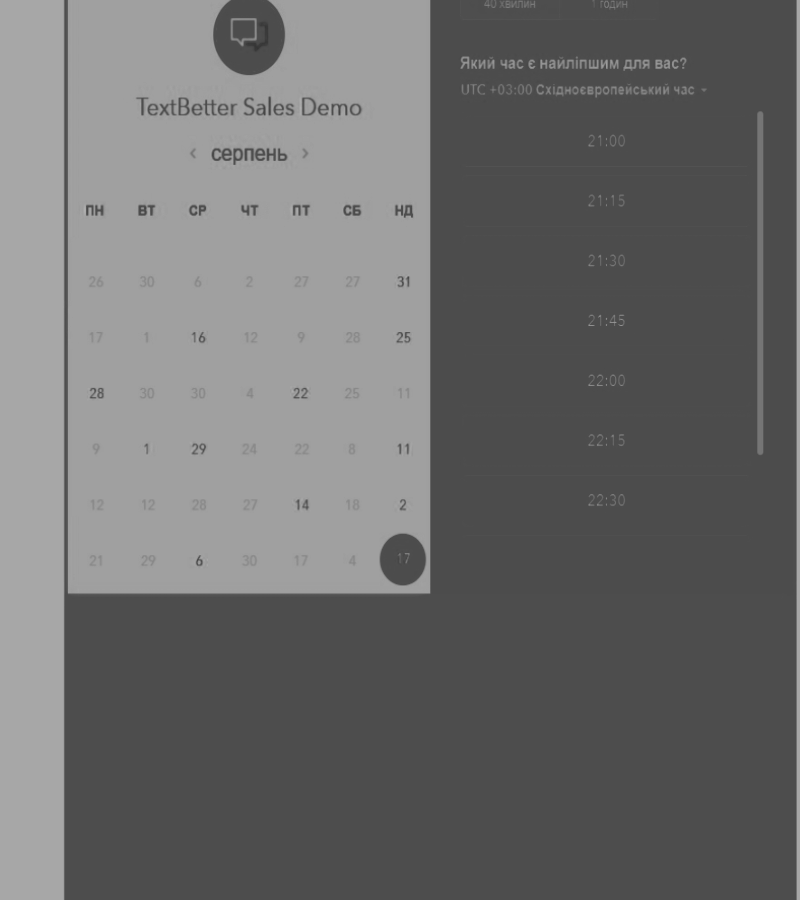 TextBetter Sales Demo
‹ серпень ›
ПН ВТ СР ЧТ ПТ СБ НД
26 30 6 2 27 27 31
17 1 16 12 9 28 25
28 30 30 4 22 25 11
9 1 29 24 22 8 11
12 12 28 27 14 18 2
21 29 6 30 17 4 17
40 хвилин 1 годин
Який час є найліпшим для вас?
UTC +03:00 Східноєвропейський час
21:00
21:15
21:30
21:45
22:00
22:15
22:30